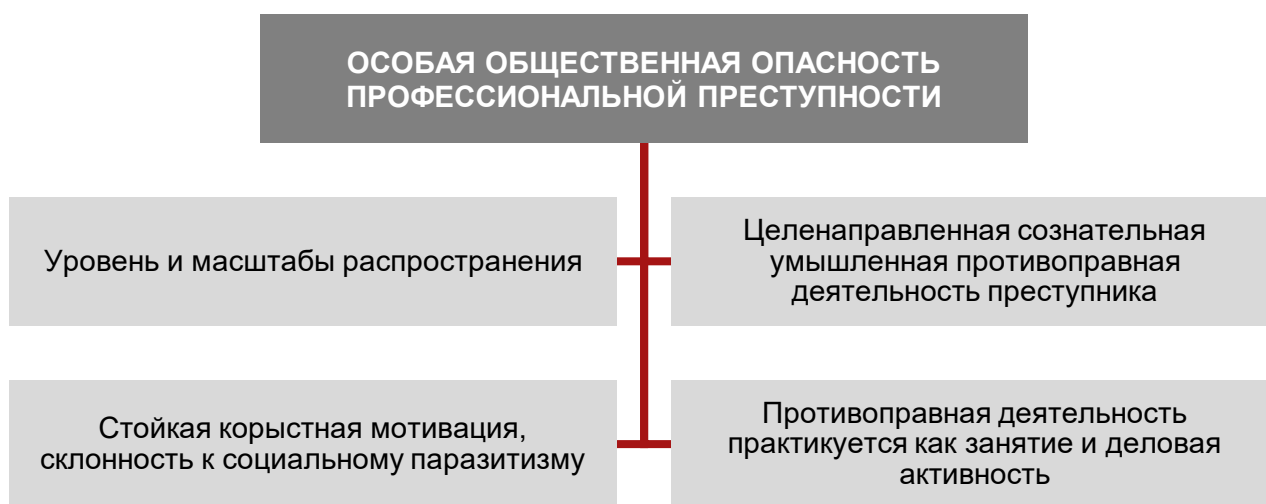 ОСОБАЯ ОБЩЕСТВЕННАЯ ОПАСНОСТЬ
ПРОФЕССИОНАЛЬНОЙ ПРЕСТУПНОСТИ
Уровень и масштабы распространения
Целенаправленная сознательная
умышленная противоправная
деятельность преступника
Стойкая корыстная мотивация,
склонность к социальному паразитизму
Противоправная деятельность
практикуется как занятие и деловая
активность